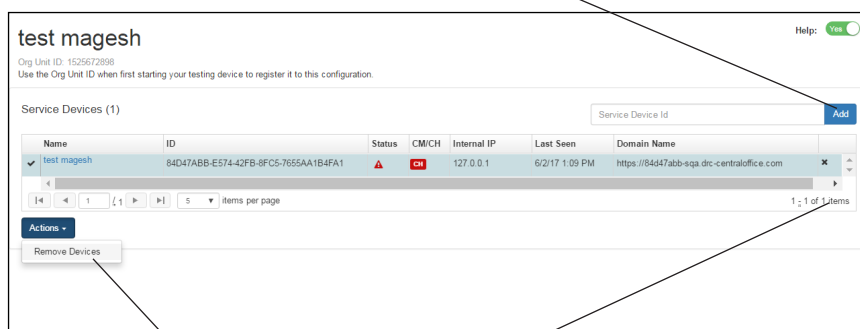 test magesh
Help: Yes
Org Unit ID: 1525672898
Use the Org Unit ID when first starting your testing device to register it to this configuration.
Service Devices (1)
Service Device Id
Add
Name ID Status CM/CH Internal IP Last Seen Domain Name
test magesh 84D47ABB-E574-42FB-8FC5-7655AA1B4FA1 CH 127.0.0.1 6/2/17 1:09 PM https://84d47abb-sqa.drc-centraloffice.com
1 / 1 5 items per page 1 - 1 of 1 items
Actions
Remove Devices